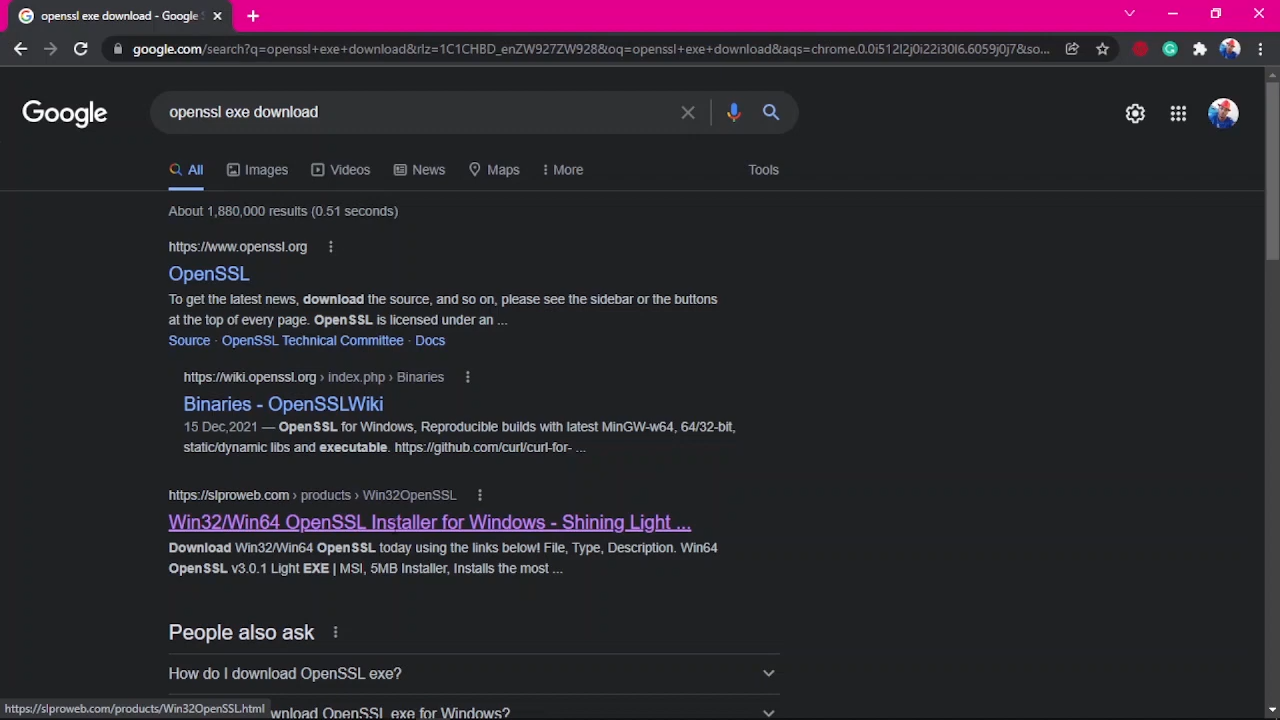 openssl exe download - Google S
google.com/search?q=openssl+exe+download&rlz=1C1CHBD_enZW927ZW928&oq=openssl+exe+download&aqs=chrome.0.0i512l2j0i22i30l6.6059j0j7&so...
Google
openssl exe download
All Images Videos News Maps More Tools
About 1,880,000 results (0.51 seconds)
https://www.openssl.org
OpenSSL
To get the latest news, download the source, and so on, please see the sidebar or the buttons
at the top of every page. OpenSSL is licensed under an ...
Source · OpenSSL Technical Committee · Docs
https://wiki.openssl.org › index.php › Binaries
Binaries - OpenSSLWiki
15 Dec,2021 — OpenSSL for Windows, Reproducible builds with latest MinGW-w64, 64/32-bit,
static/dynamic libs and executable. https://github.com/curl/curl-for- ...
https://slproweb.com › products › Win32OpenSSL
Win32/Win64 OpenSSL Installer for Windows - Shining Light ...
Download Win32/Win64 OpenSSL today using the links below! File, Type, Description. Win64
OpenSSL v3.0.1 Light EXE | MSI, 5MB Installer, Installs the most ...
People also ask
How do I download OpenSSL exe?
wnload OpenSSL exe for Windows?
https://slproweb.com/products/Win32OpenSSL.html